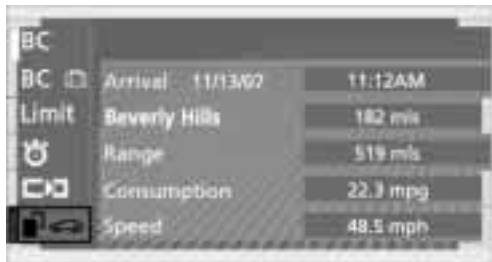 BC
BC
Arrival 11/13/07 11:12AM
Limit
Beverly Hills 182 mls
Range 519 mls
Consumption 22.3 mpg
Speed 48.5 mph